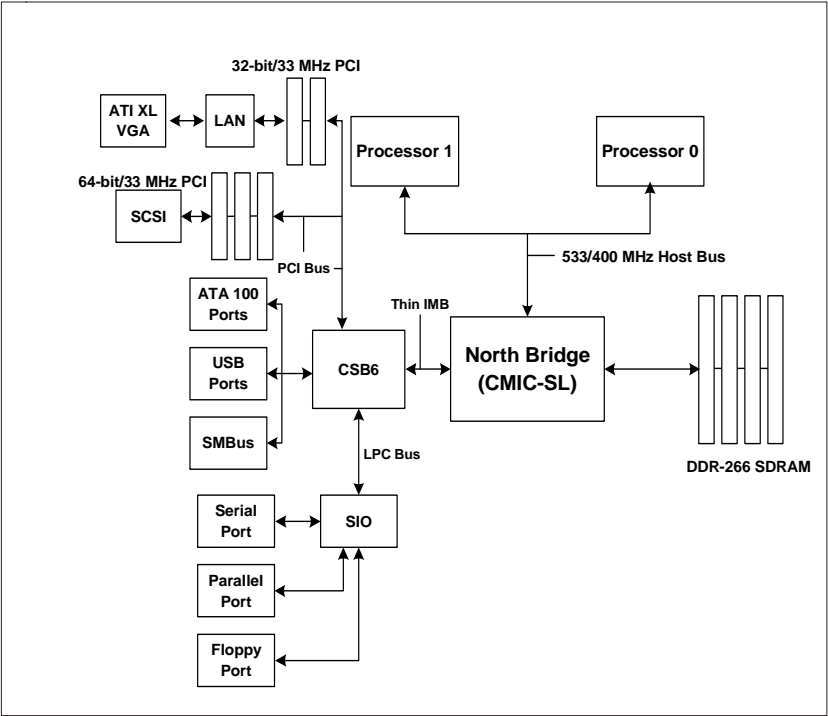 32-bit/33 MHz PCI
ATI XL
VGA
LAN
Processor 1
Processor 0
64-bit/33 MHz PCI
SCSI
PCI Bus
533/400 MHz Host Bus
ATA 100
Ports
Thin IMB
USB
Ports
CSB6
North Bridge
(CMIC-SL)
SMBus
LPC Bus
DDR-266 SDRAM
Serial
Port
SIO
Parallel
Port
Floppy
Port